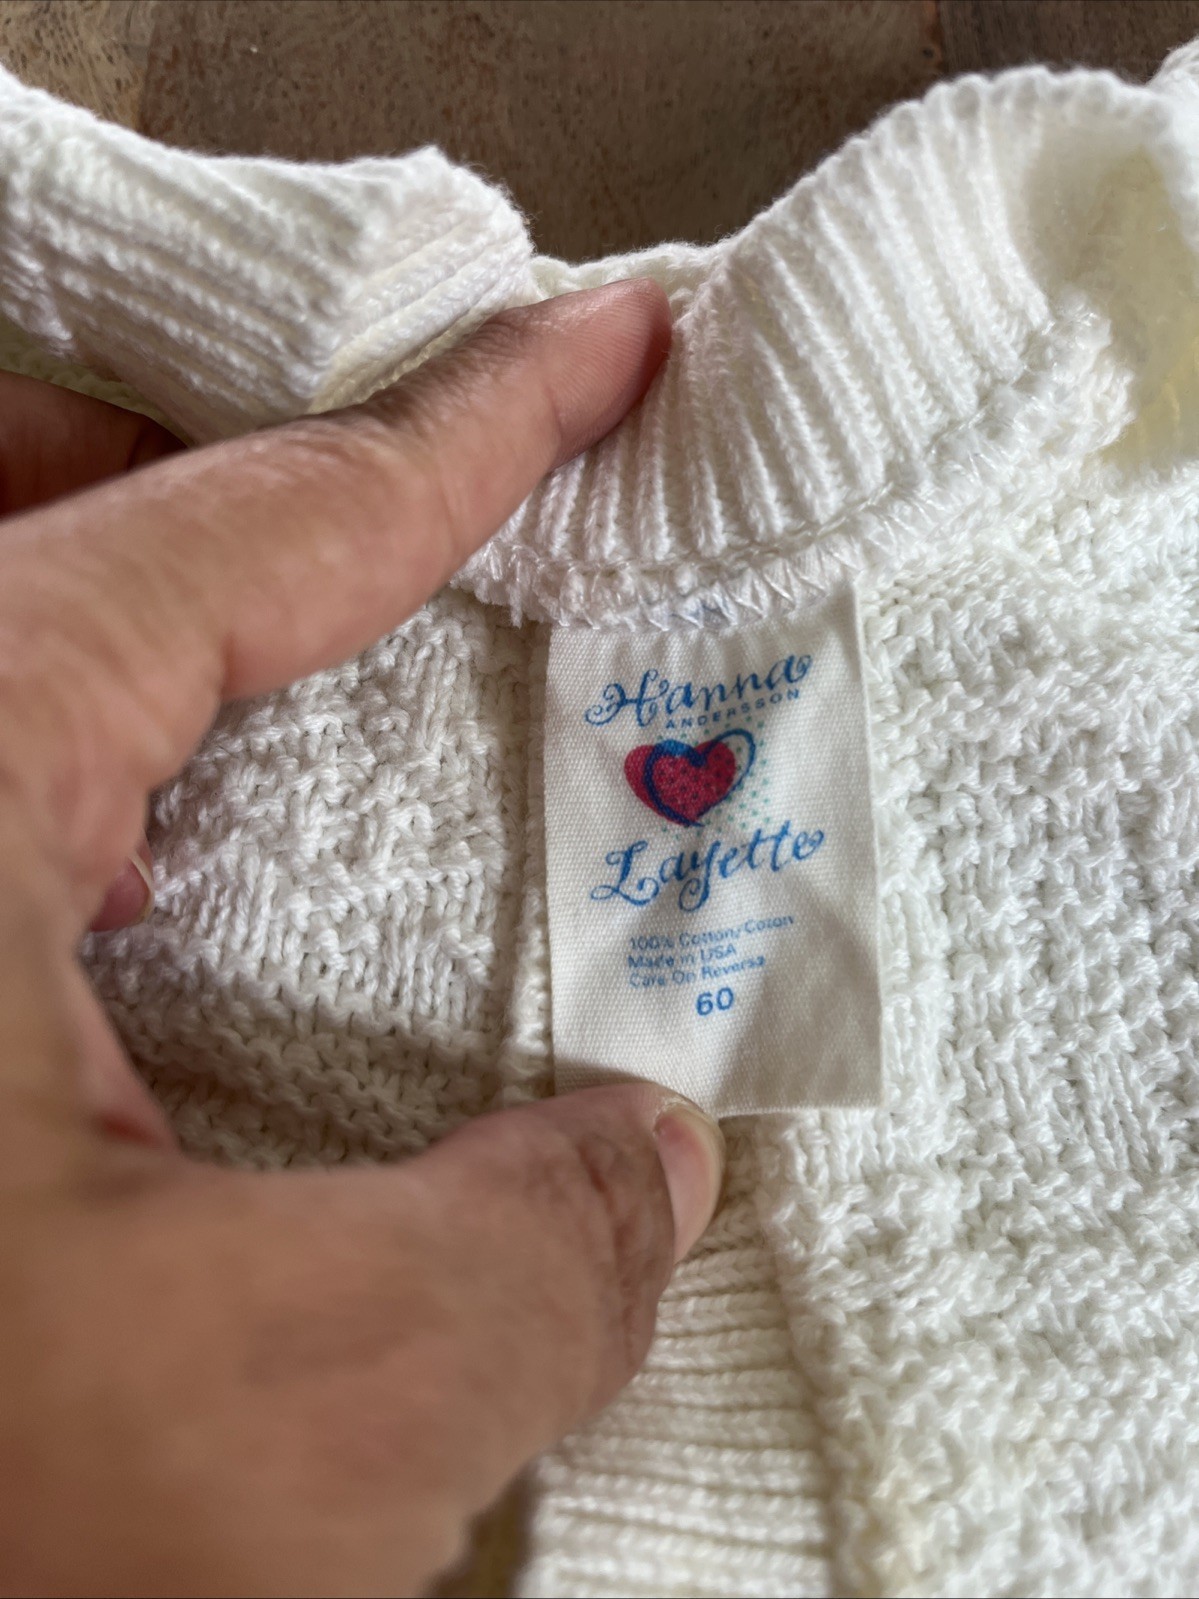 Hanna
ANDERSSON
Layette
100% Cotton/Coton
Made in USA
Care On Reverse
60